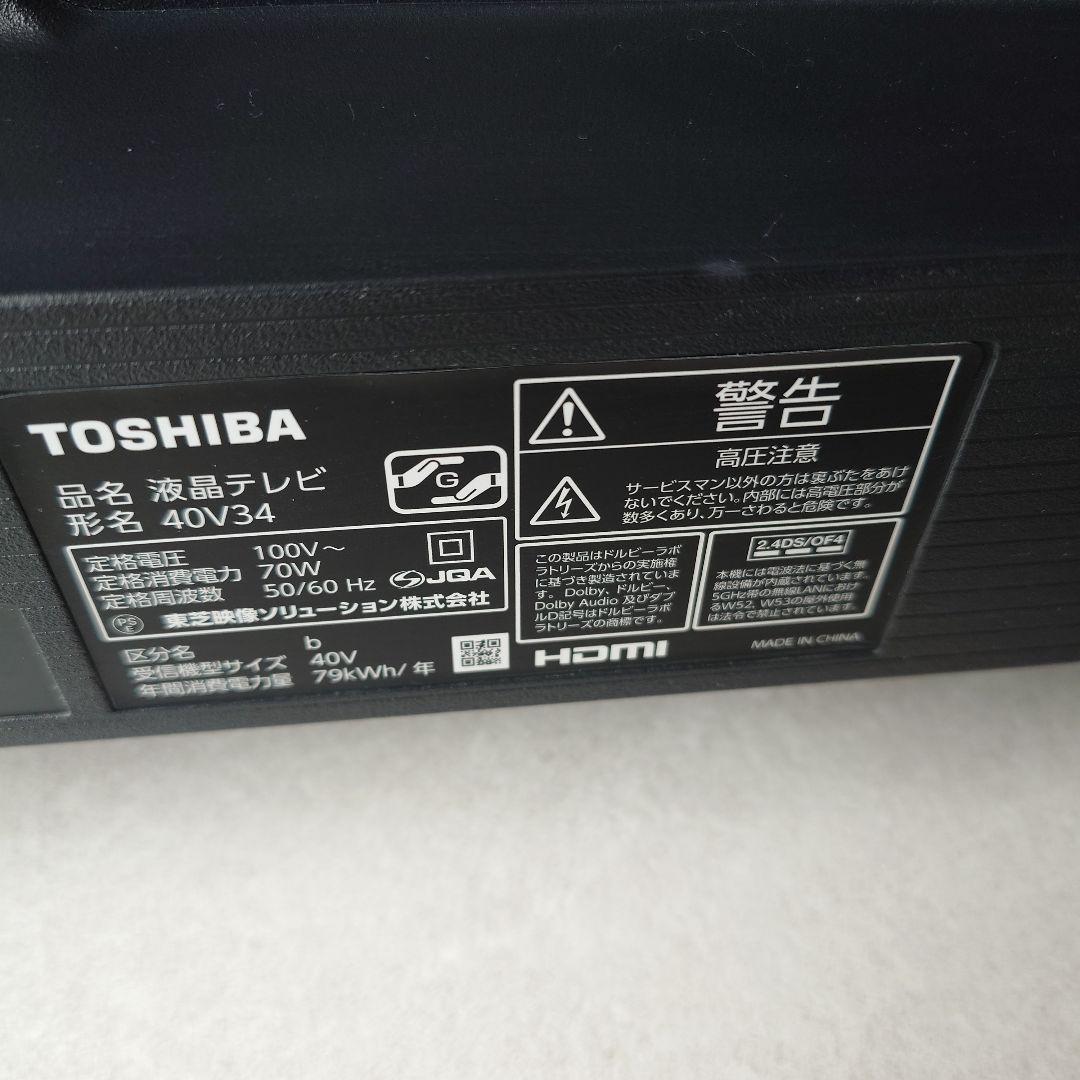 TOSHIBA
品名 液晶テレビ
形名 40V34
G
定格電圧 100V～
定格消費電力 70W
定格周波数 50/60 Hz
JQA
PS
E
東芝映像ソリューション株式会社
区分名 b
受信機型サイズ 40V
年間消費電力量 79kWh/年
警告
高圧注意
サービスマン以外の方は裏ぶたをあけ
ないでください。内部には高電圧部分が
数多くあり、万一さわると危険です。
この製品はドルビーラボ
ラトリーズからの実施権
に基づき製造されていま
す。Dolby、ドルビー、
Dolby Audio 及びダブ
ルD記号はドルビーラボ
ラトリーズの商標です。
2.4DS/OF4
本機には電波法に基づく無
線設備が内蔵されています。
5GHz帯の無線LANにおけ
るW52、W53の屋外使用
は法令で禁止されています。
HDMI
MADE IN CHINA